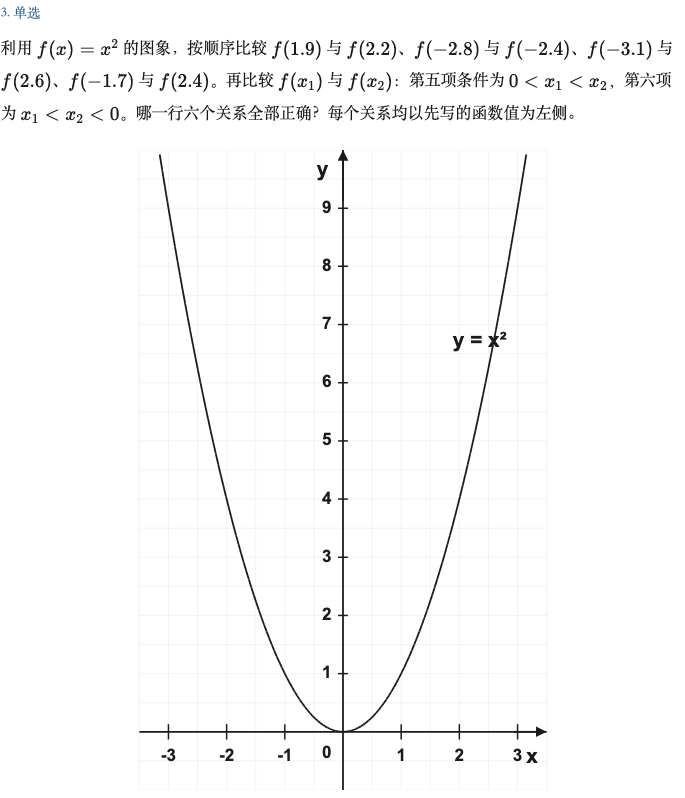 3. 单选
利用 f(x) = x² 的图象，按顺序比较 f(1.9) 与 f(2.2)、f(−2.8) 与 f(−2.4)、f(−3.1) 与
f(2.6)、f(−1.7) 与 f(2.4)。再比较 f(x₁) 与 f(x₂)：第五项条件为 0 < x₁ < x₂，第六项
为 x₁ < x₂ < 0。哪一行六个关系全部正确？每个关系均以先写的函数值为左侧。
y
9
8
7
y = x²
6
5
4
3
2
1
-3 -2 -1 0 1 2 3 x